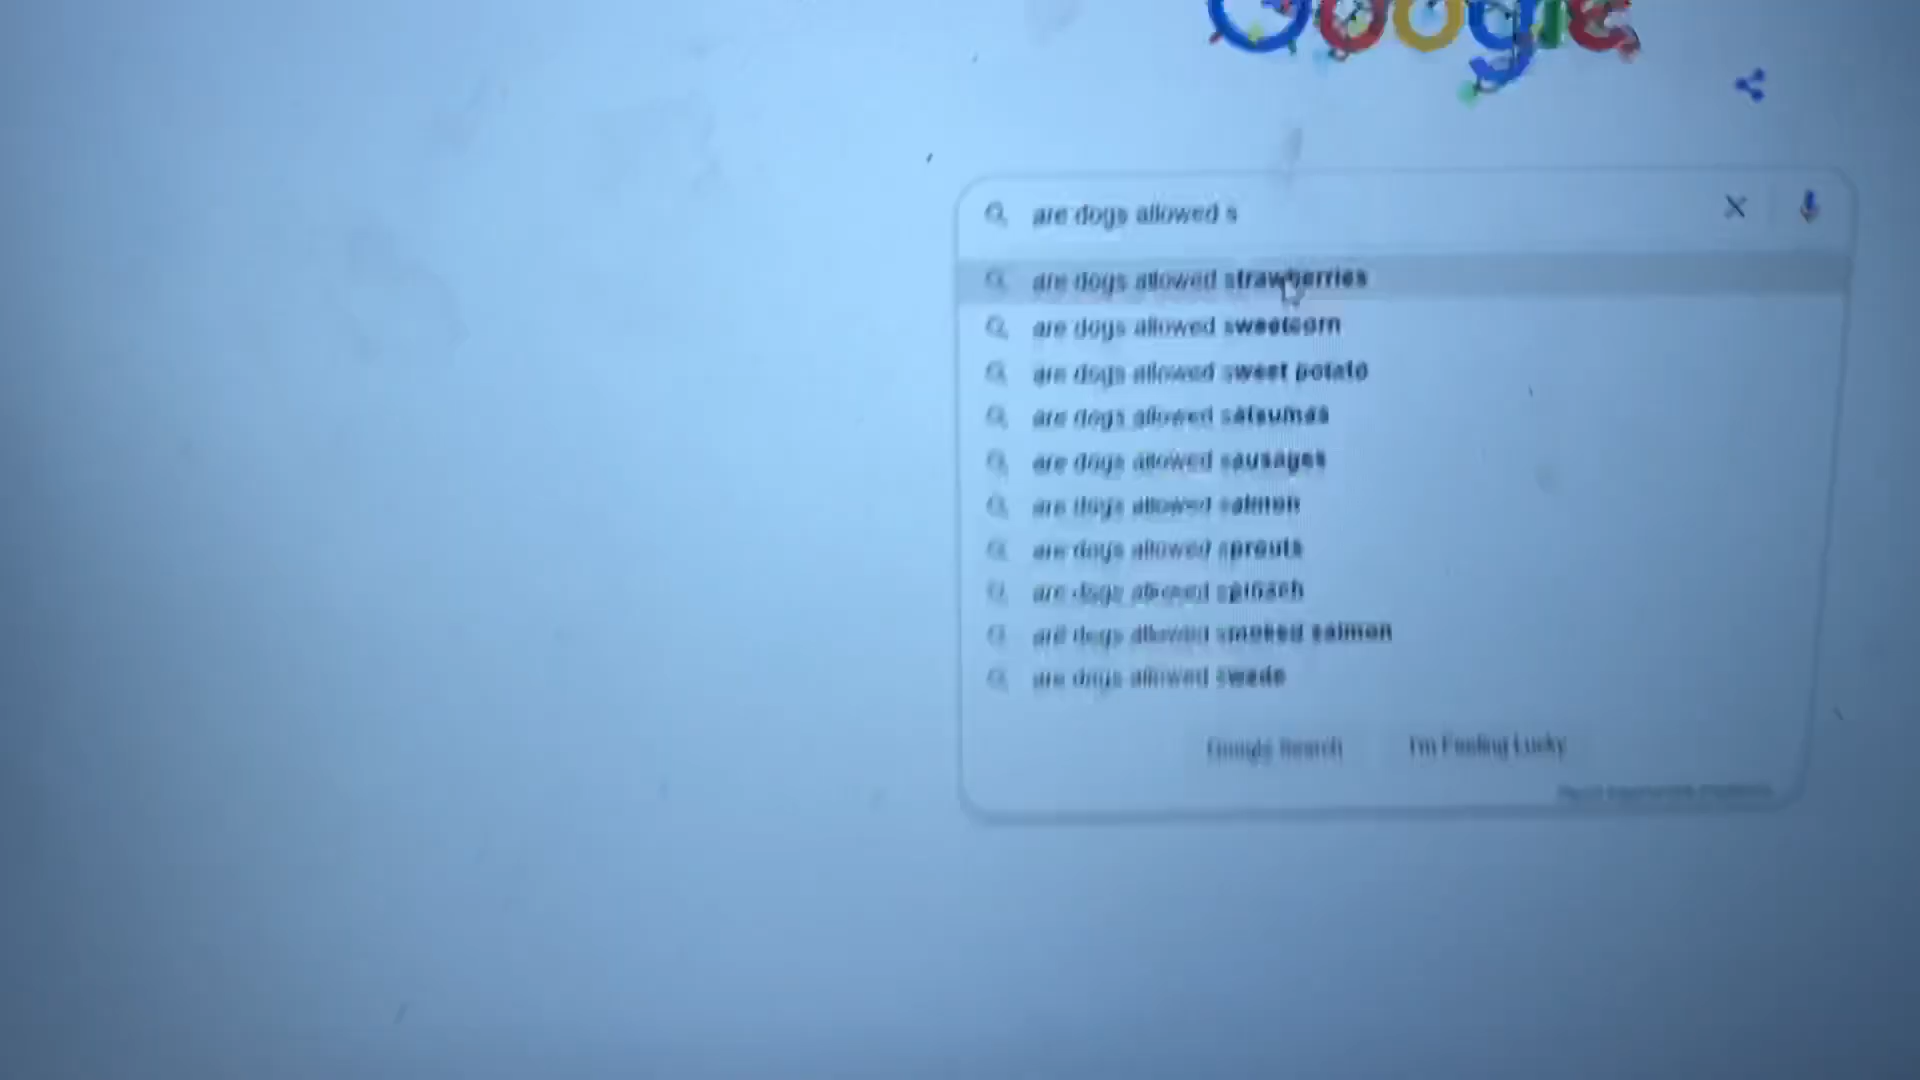 Google
are dogs allowed s
are dogs allowed strawberries
are dogs allowed sweetcorn
are dogs allowed sweet potato
are dogs allowed satsumas
are dogs allowed sausages
are dogs allowed salmon
are dogs allowed sprouts
are dogs allowed spinach
are dogs allowed smoked salmon
are dogs allowed swede
Google Search
I'm Feeling Lucky